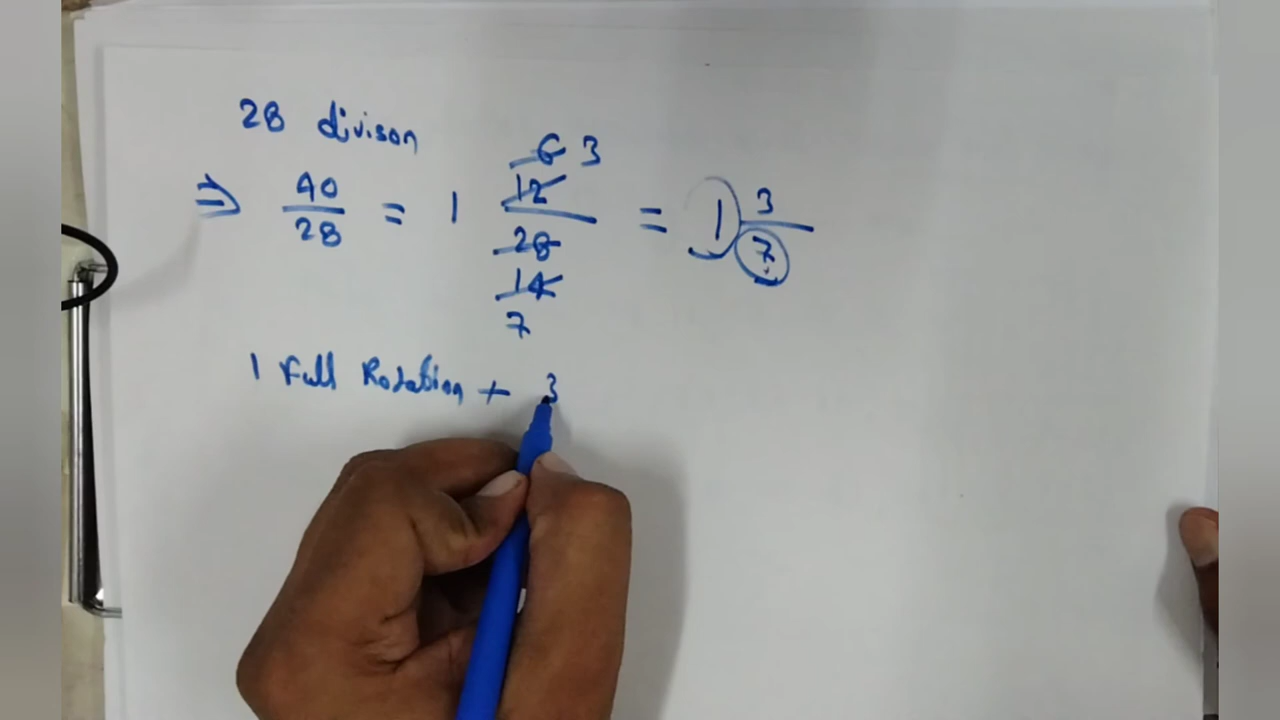 28 divison
⇒ 40/28 = 1 6 3 12/28 14 7 = 1 3/7
1 Full Rotation + 3